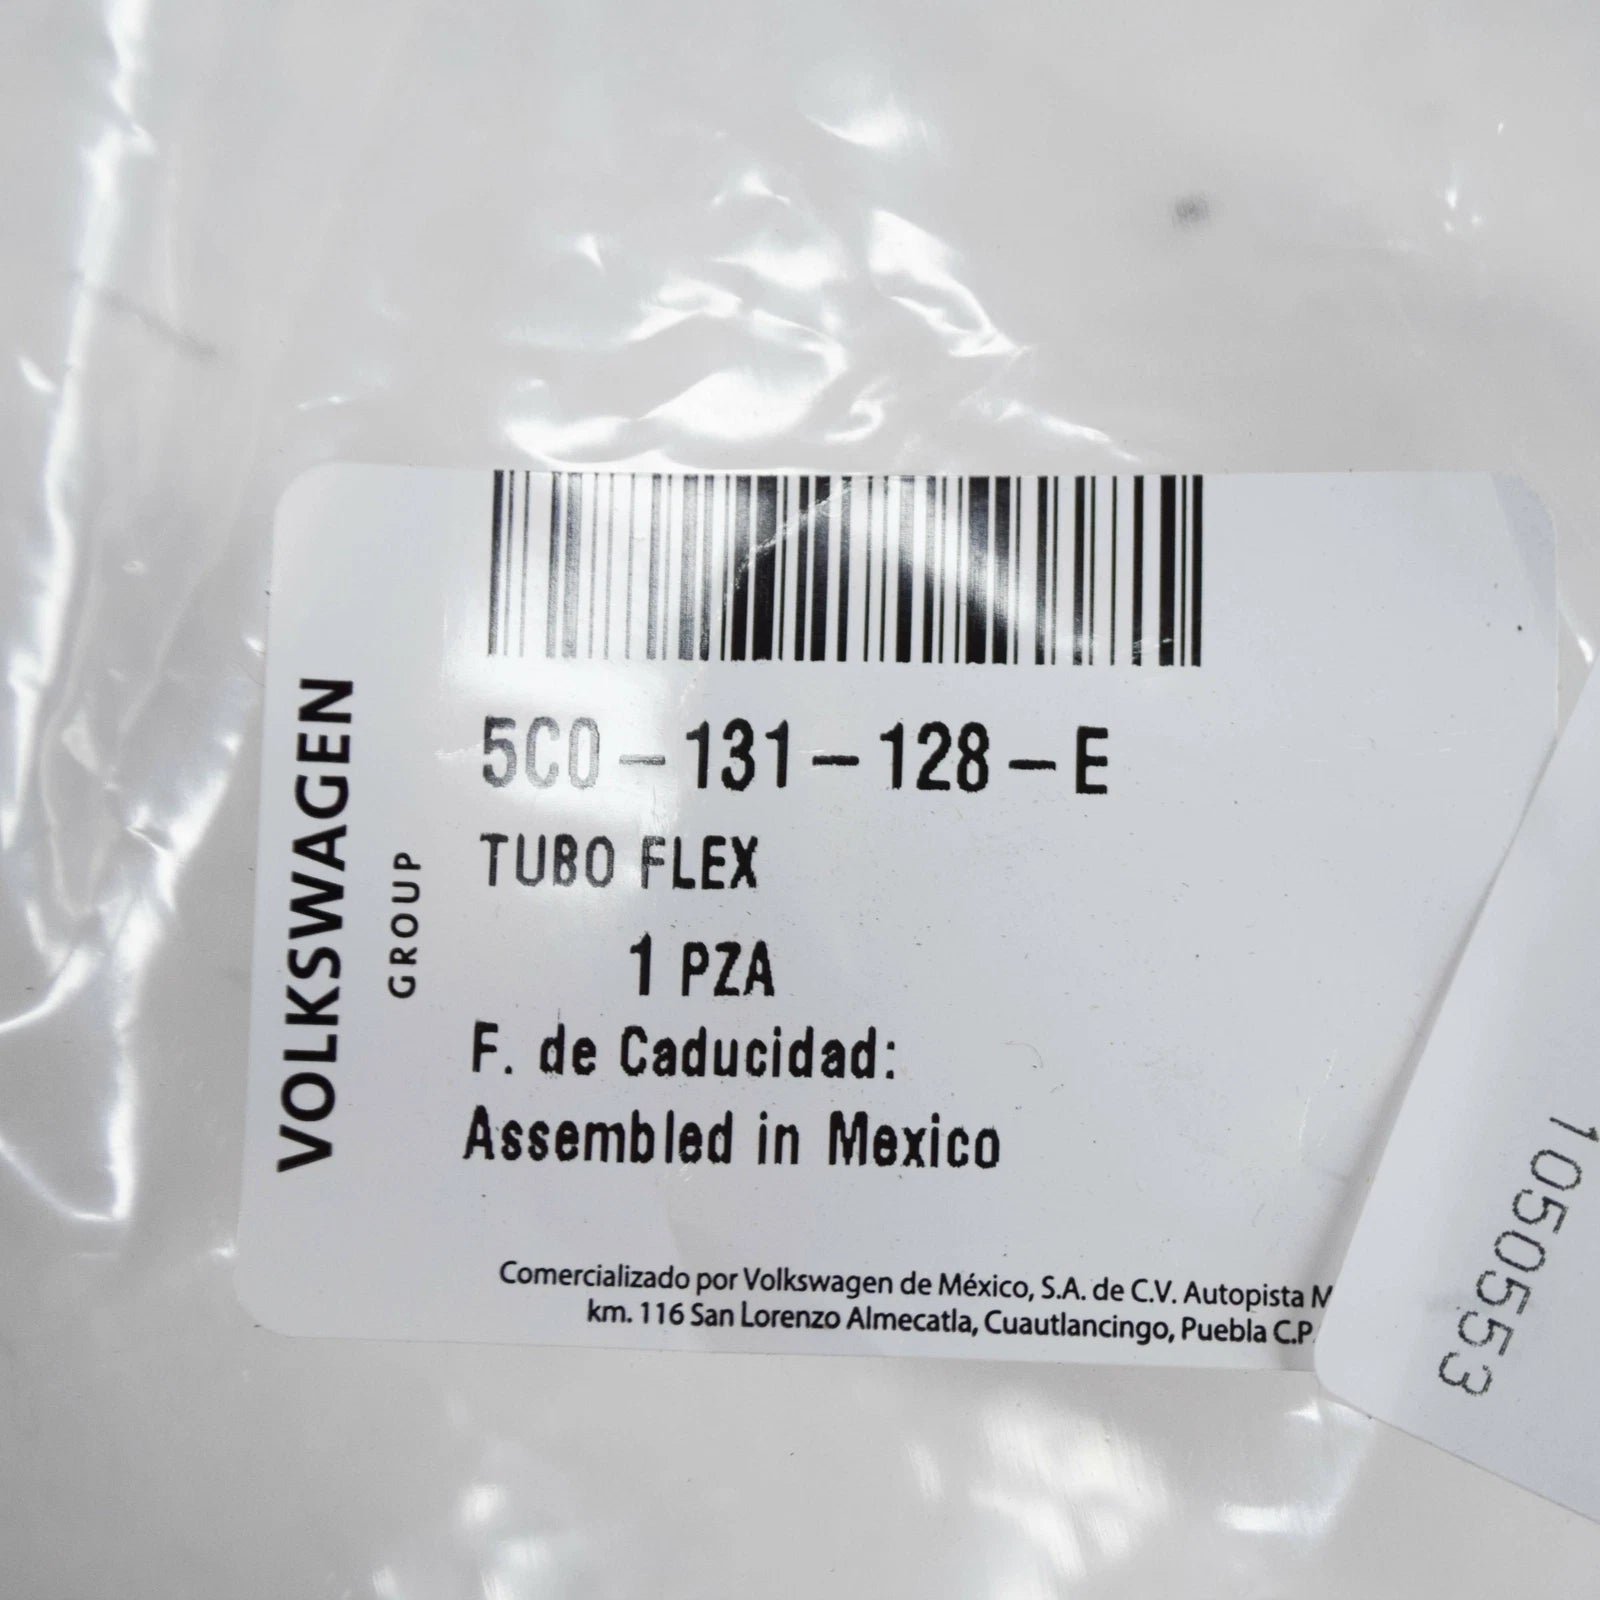 VOLKSWAGEN
GROUP
5C0-131-128-E
TUBO FLEX
1 PZA
F. de Caducidad:
Assembled in Mexico
Comercializado por Volkswagen de México, S.A. de C.V. Autopista
km. 116 San Lorenzo Almecatla, Cuautlancingo, Puebla C.P.
1050553